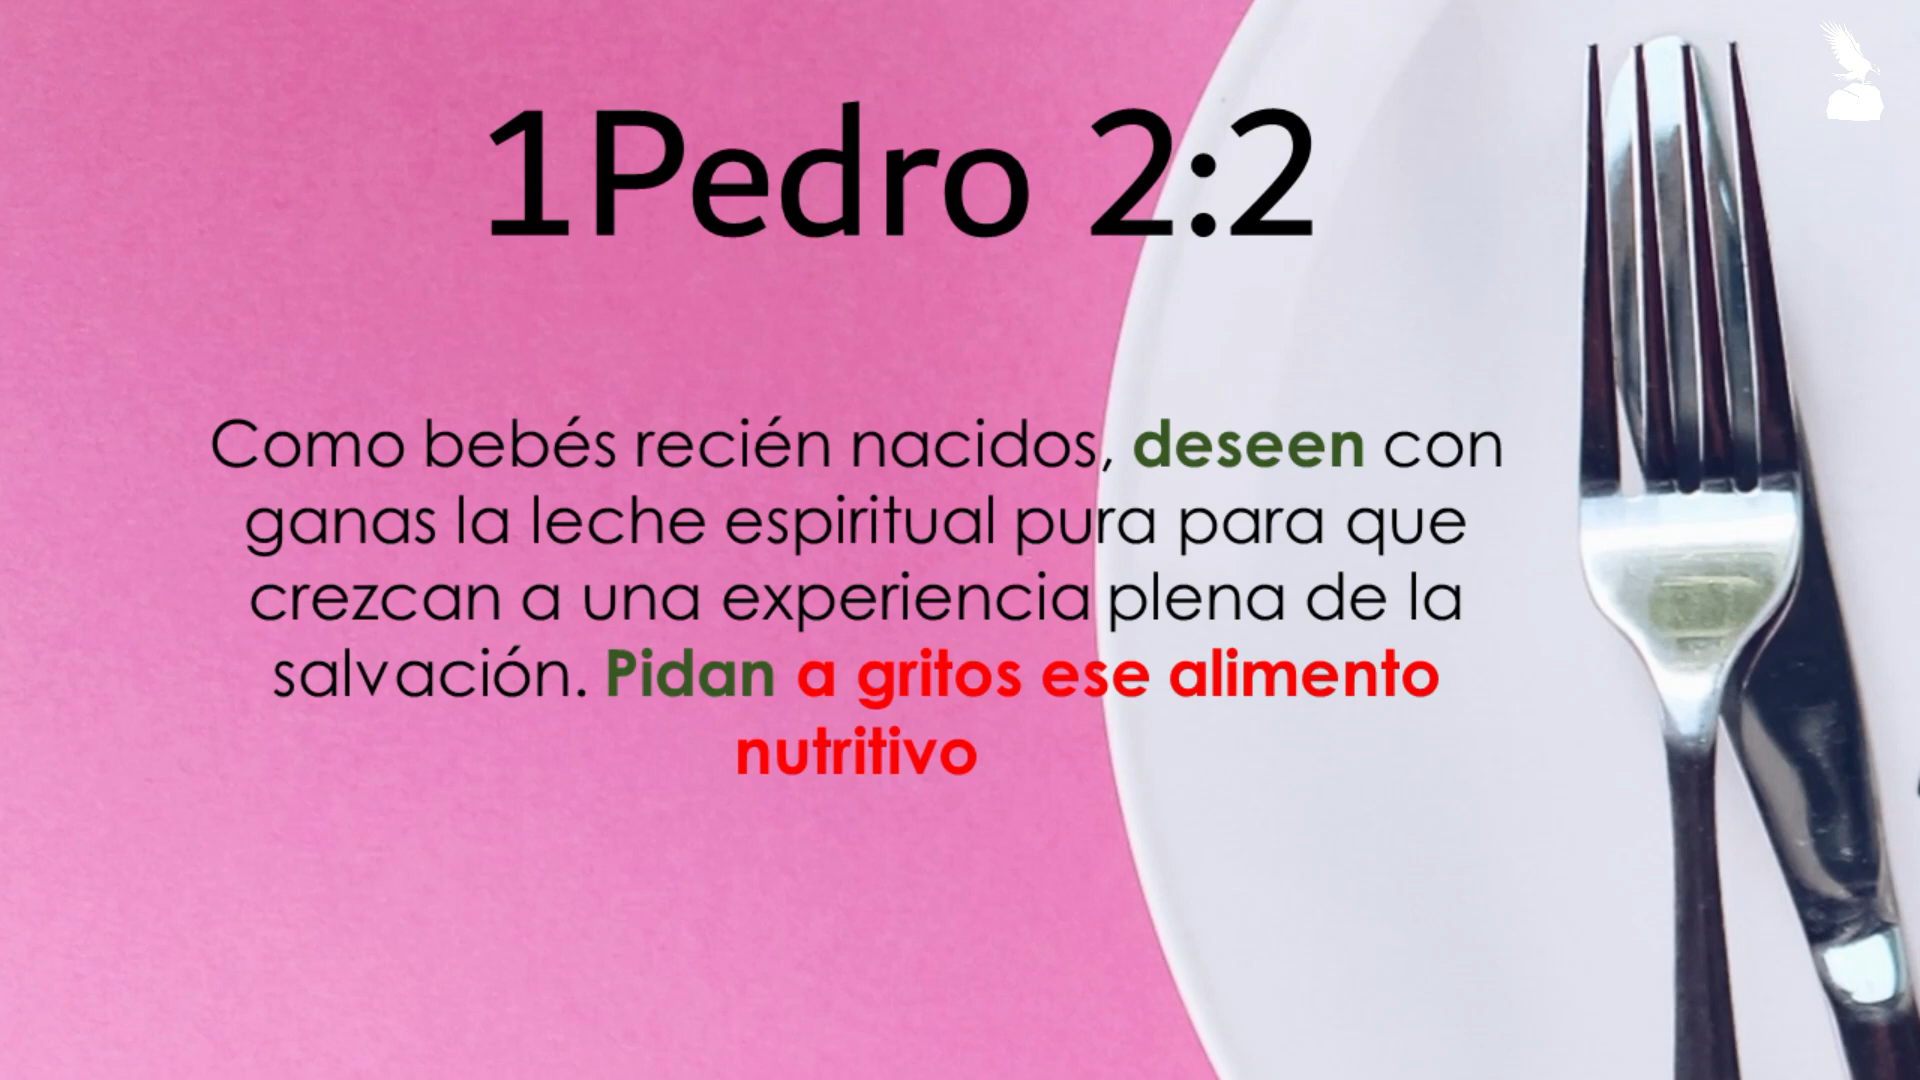 1Pedro 2:2
Como bebés recién nacidos, deseen con
ganas la leche espiritual pura para que
crezcan a una experiencia plena de la
salvación. Pidan a gritos ese alimento
nutritivo